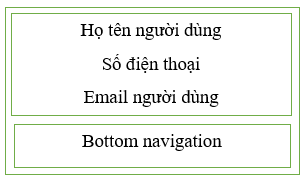 Họ tên người dùng
Số điện thoại
Email người dùng
Bottom navigation